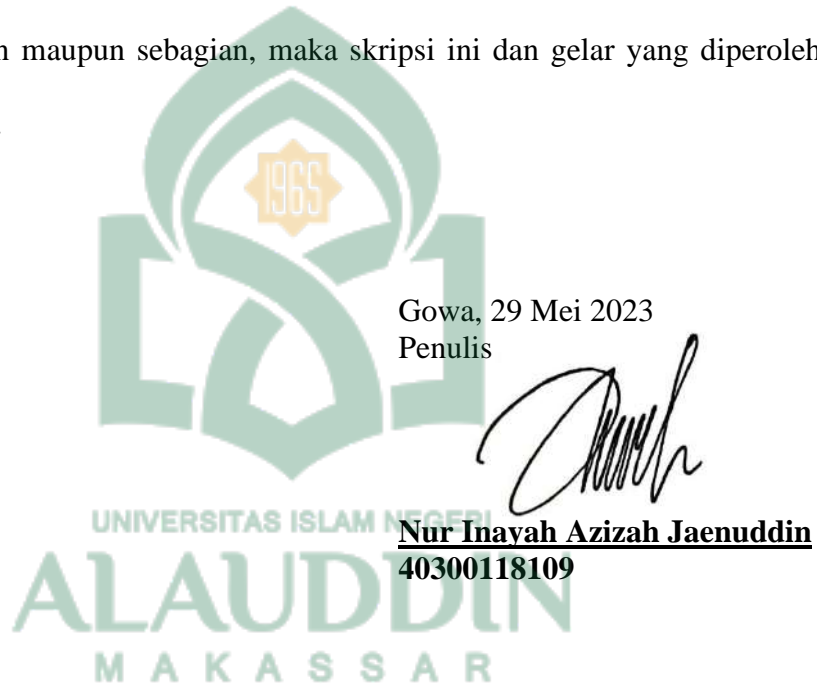 maupun sebagian, maka skripsi ini dan gelar yang diperoleh
1965
Gowa, 29 Mei 2023
Penulis
UNIVERSITAS ISLAM NEGERI
Nur Inayah Azizah Jaenuddin
40300118109
ALAUDDIN
MAKASSAR